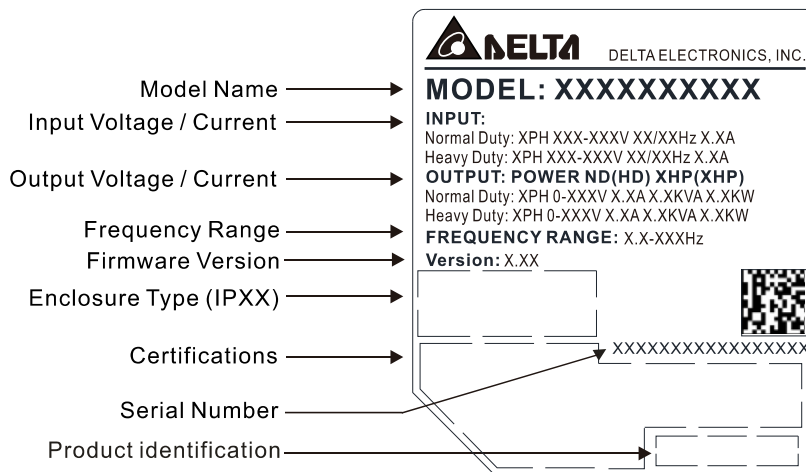 DELTA DELTA ELECTRONICS, INC.
Model Name
MODEL: XXXXXXXXXX
Input Voltage / Current
INPUT:
Normal Duty: XPH XXX-XXXV XX/XXHz X.XA
Heavy Duty: XPH XXX-XXXV XX/XXHz X.XA
Output Voltage / Current
OUTPUT: POWER ND(HD) XHP(XHP)
Normal Duty: XPH 0-XXXV X.XA X.XKVA X.XKW
Heavy Duty: XPH 0-XXXV X.XA X.XKVA X.XKW
Frequency Range
FREQUENCY RANGE: X.X-XXXHz
Firmware Version
Version: X.XX
Enclosure Type (IPXX)
Certifications
XXXXXXXXXXXXXXXXX
Serial Number
Product identification